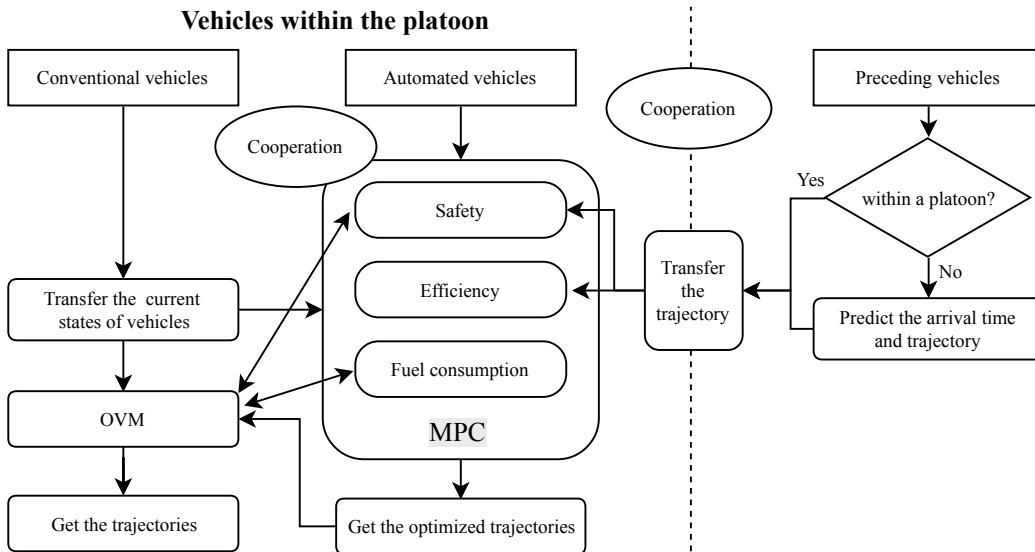 Vehicles within the platoon
Conventional vehicles
Automated vehicles
Preceding vehicles
Cooperation
Cooperation
Yes
within a platoon?
Safety
Transfer
the
trajectory
No
Efficiency
Transfer the current
states of vehicles
Predict the arrival time
and trajectory
Fuel consumption
OVM
MPC
Get the trajectories
Get the optimized trajectories